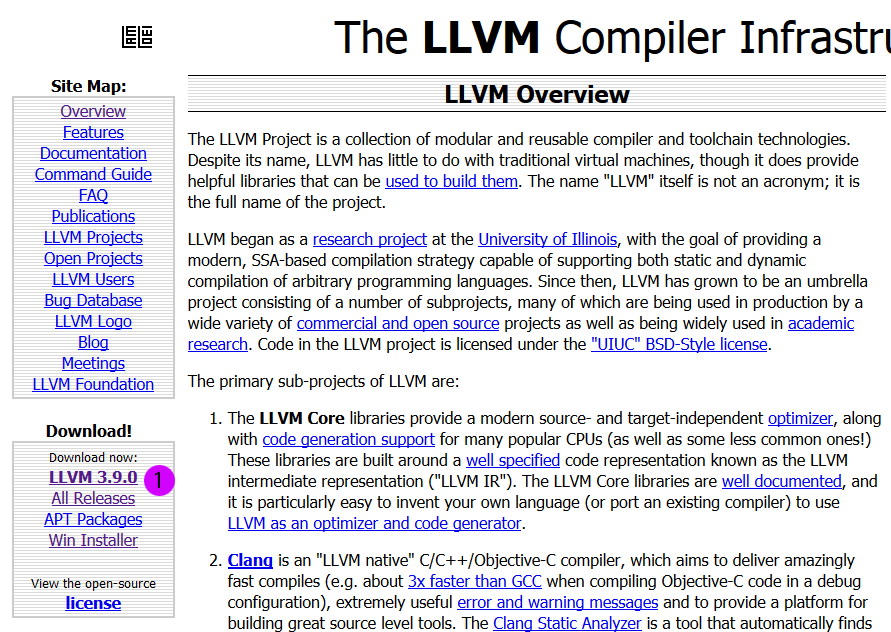 The LLVM Compiler Infrastru
Site Map:
Overview
Features
Documentation
Command Guide
FAQ
Publications
LLVM Projects
Open Projects
LLVM Users
Bug Database
LLVM Logo
Blog
Meetings
LLVM Foundation
Download!
Download now:
LLVM 3.9.0
1
All Releases
APT Packages
Win Installer
View the open-source
license
LLVM Overview
The LLVM Project is a collection of modular and reusable compiler and toolchain technologies.
Despite its name, LLVM has little to do with traditional virtual machines, though it does provide
helpful libraries that can be used to build them. The name "LLVM" itself is not an acronym; it is
the full name of the project.
LLVM began as a research project at the University of Illinois, with the goal of providing a
modern, SSA-based compilation strategy capable of supporting both static and dynamic
compilation of arbitrary programming languages. Since then, LLVM has grown to be an umbrella
project consisting of a number of subprojects, many of which are being used in production by a
wide variety of commercial and open source projects as well as being widely used in academic
research. Code in the LLVM project is licensed under the "UIUC" BSD-Style license.
The primary sub-projects of LLVM are:
1. The LLVM Core libraries provide a modern source- and target-independent optimizer, along
with code generation support for many popular CPUs (as well as some less common ones!)
These libraries are built around a well specified code representation known as the LLVM
intermediate representation ("LLVM IR"). The LLVM Core libraries are well documented, and
it is particularly easy to invent your own language (or port an existing compiler) to use
LLVM as an optimizer and code generator.
2. Clang is an "LLVM native" C/C++/Objective-C compiler, which aims to deliver amazingly
fast compiles (e.g. about 3x faster than GCC when compiling Objective-C code in a debug
configuration), extremely useful error and warning messages and to provide a platform for
building great source level tools. The Clang Static Analyzer is a tool that automatically finds